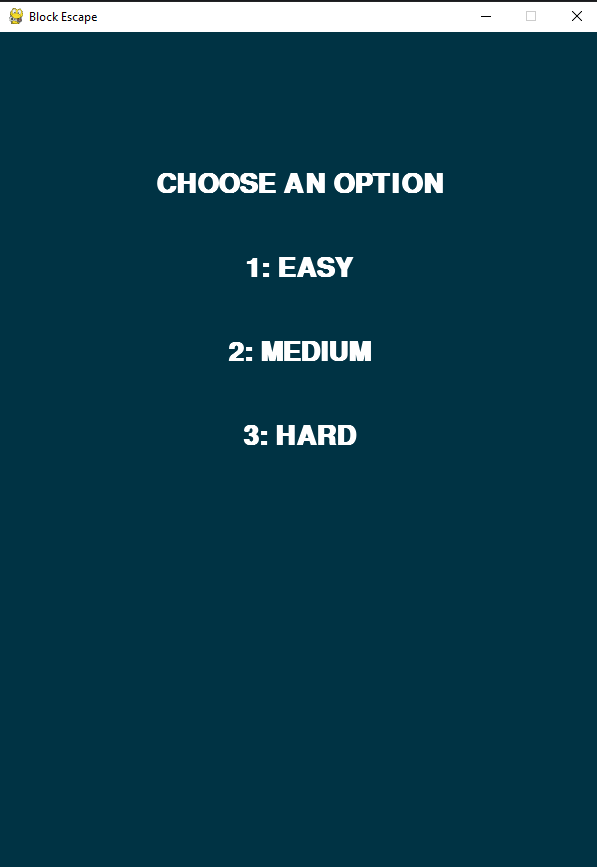 Block Escape
CHOOSE AN OPTION
1: EASY
2: MEDIUM
3: HARD